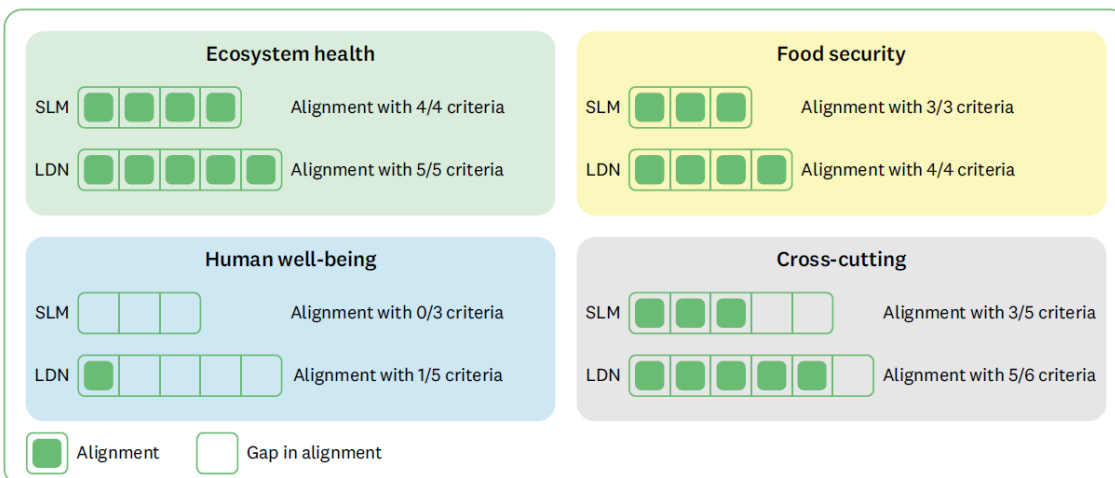 Ecosystem health
SLM Alignment with 4/4 criteria
LDN Alignment with 5/5 criteria
Food security
SLM Alignment with 3/3 criteria
LDN Alignment with 4/4 criteria
Human well-being
SLM Alignment with 0/3 criteria
LDN Alignment with 1/5 criteria
Cross-cutting
SLM Alignment with 3/5 criteria
LDN Alignment with 5/6 criteria
Alignment Gap in alignment